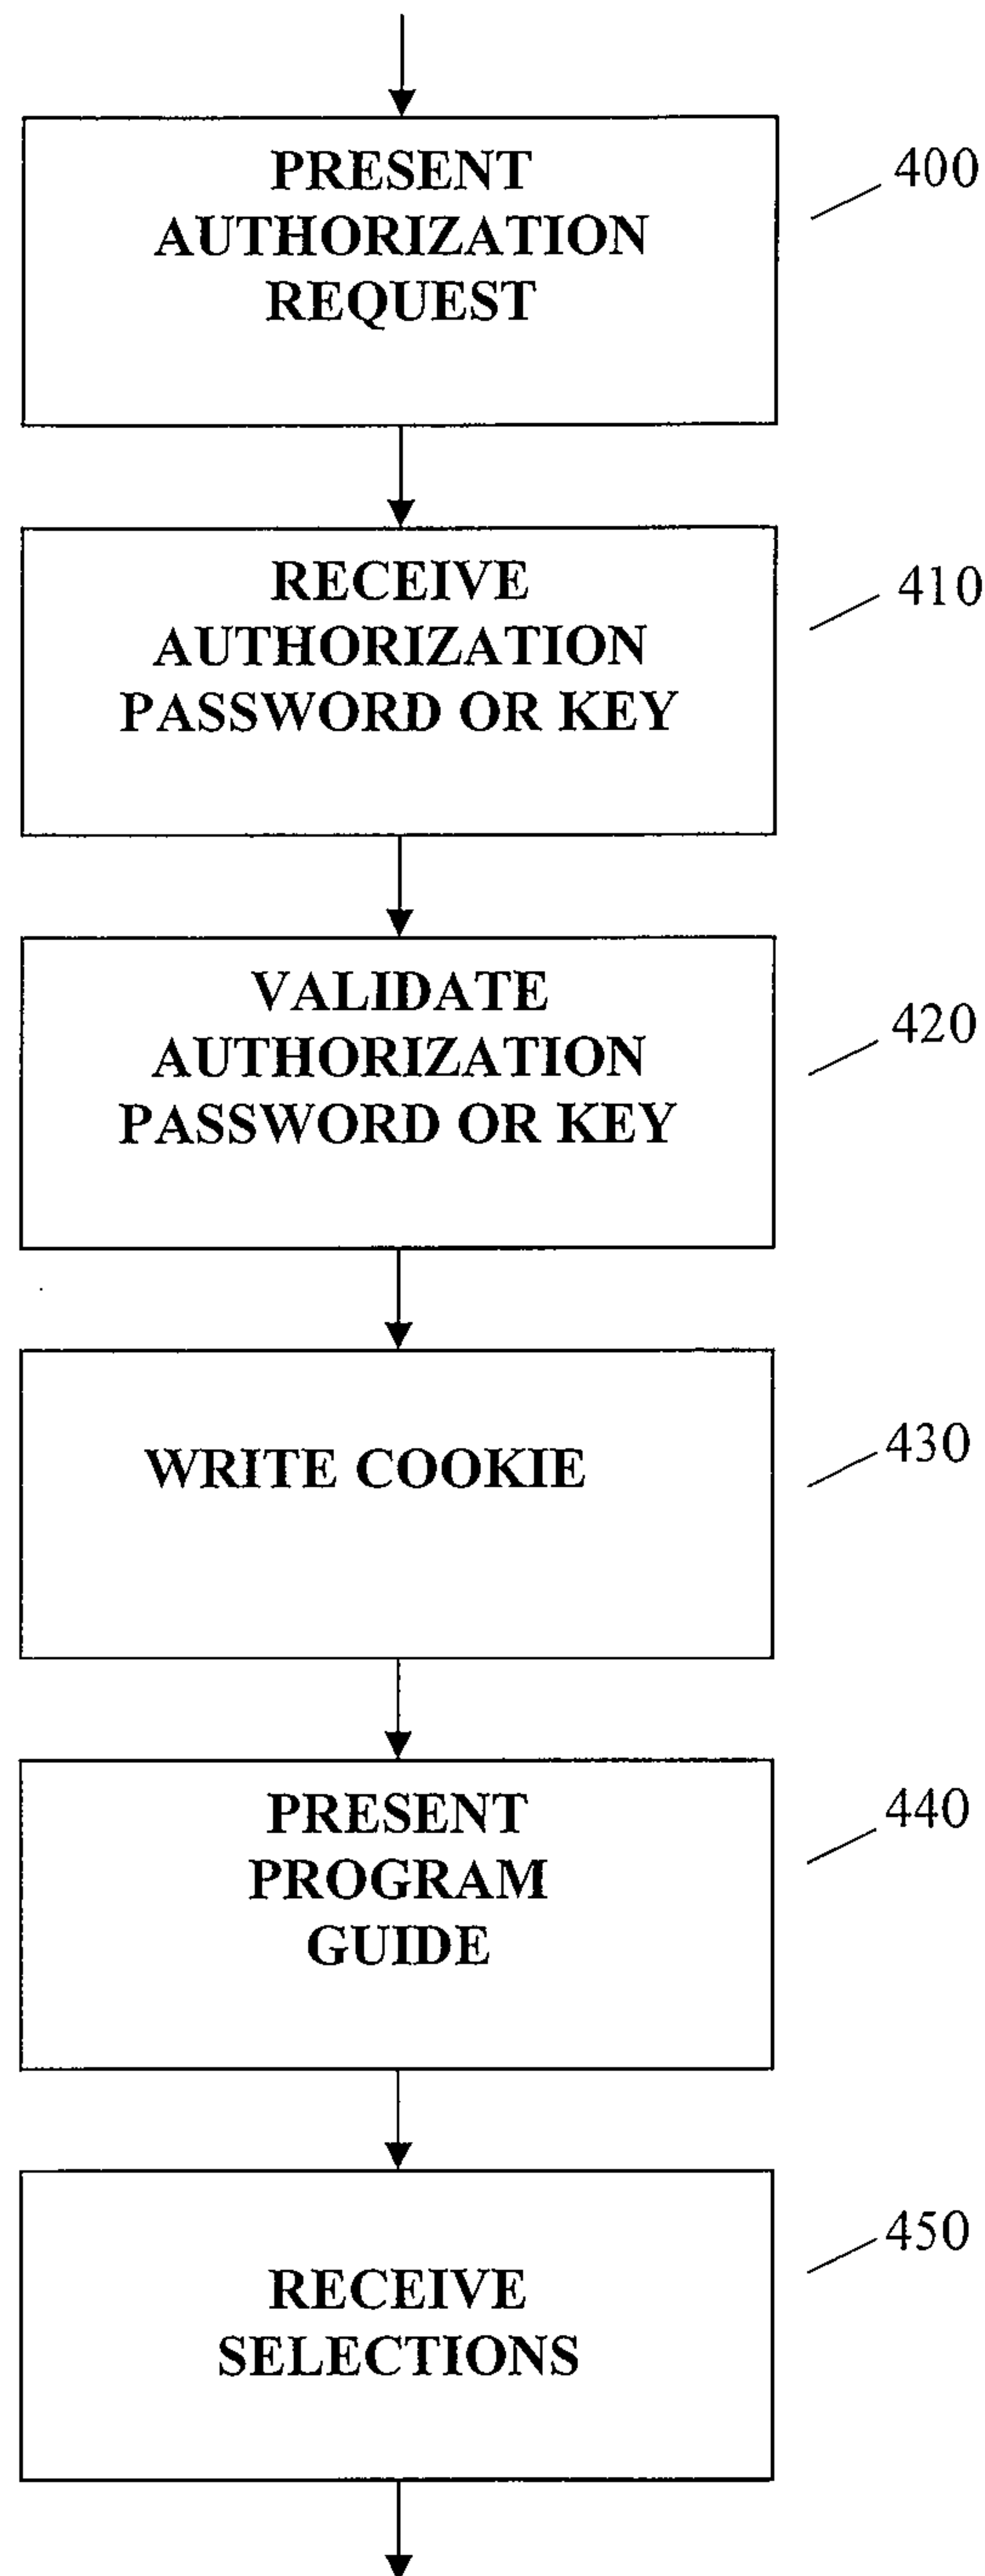 PRESENT
AUTHORIZATION
REQUEST
400
RECEIVE
AUTHORIZATION
PASSWORD OR KEY
410
VALIDATE
AUTHORIZATION
PASSWORD OR KEY
420
WRITE COOKIE
430
PRESENT
PROGRAM
GUIDE
440
RECEIVE
SELECTIONS
450